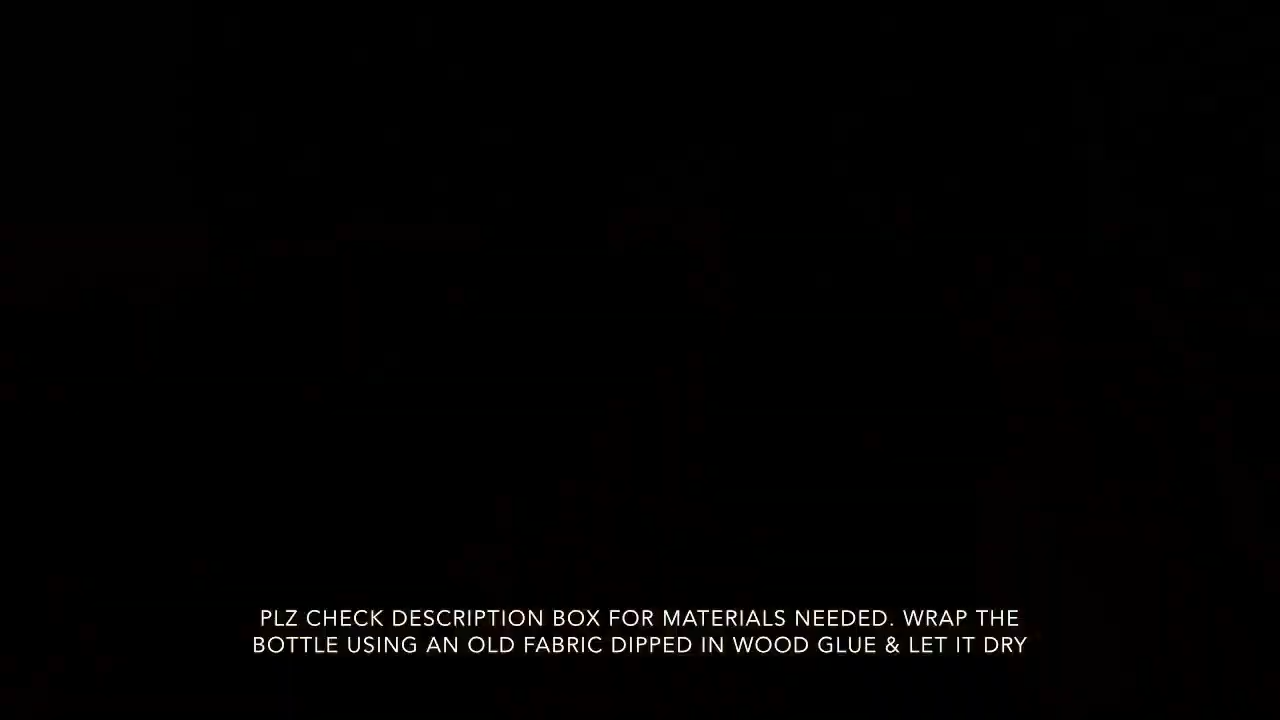 PLZ CHECK DESCRIPTION BOX FOR MATERIALS NEEDED. WRAP THE
BOTTLE USING AN OLD FABRIC DIPPED IN WOOD GLUE & LET IT DRY